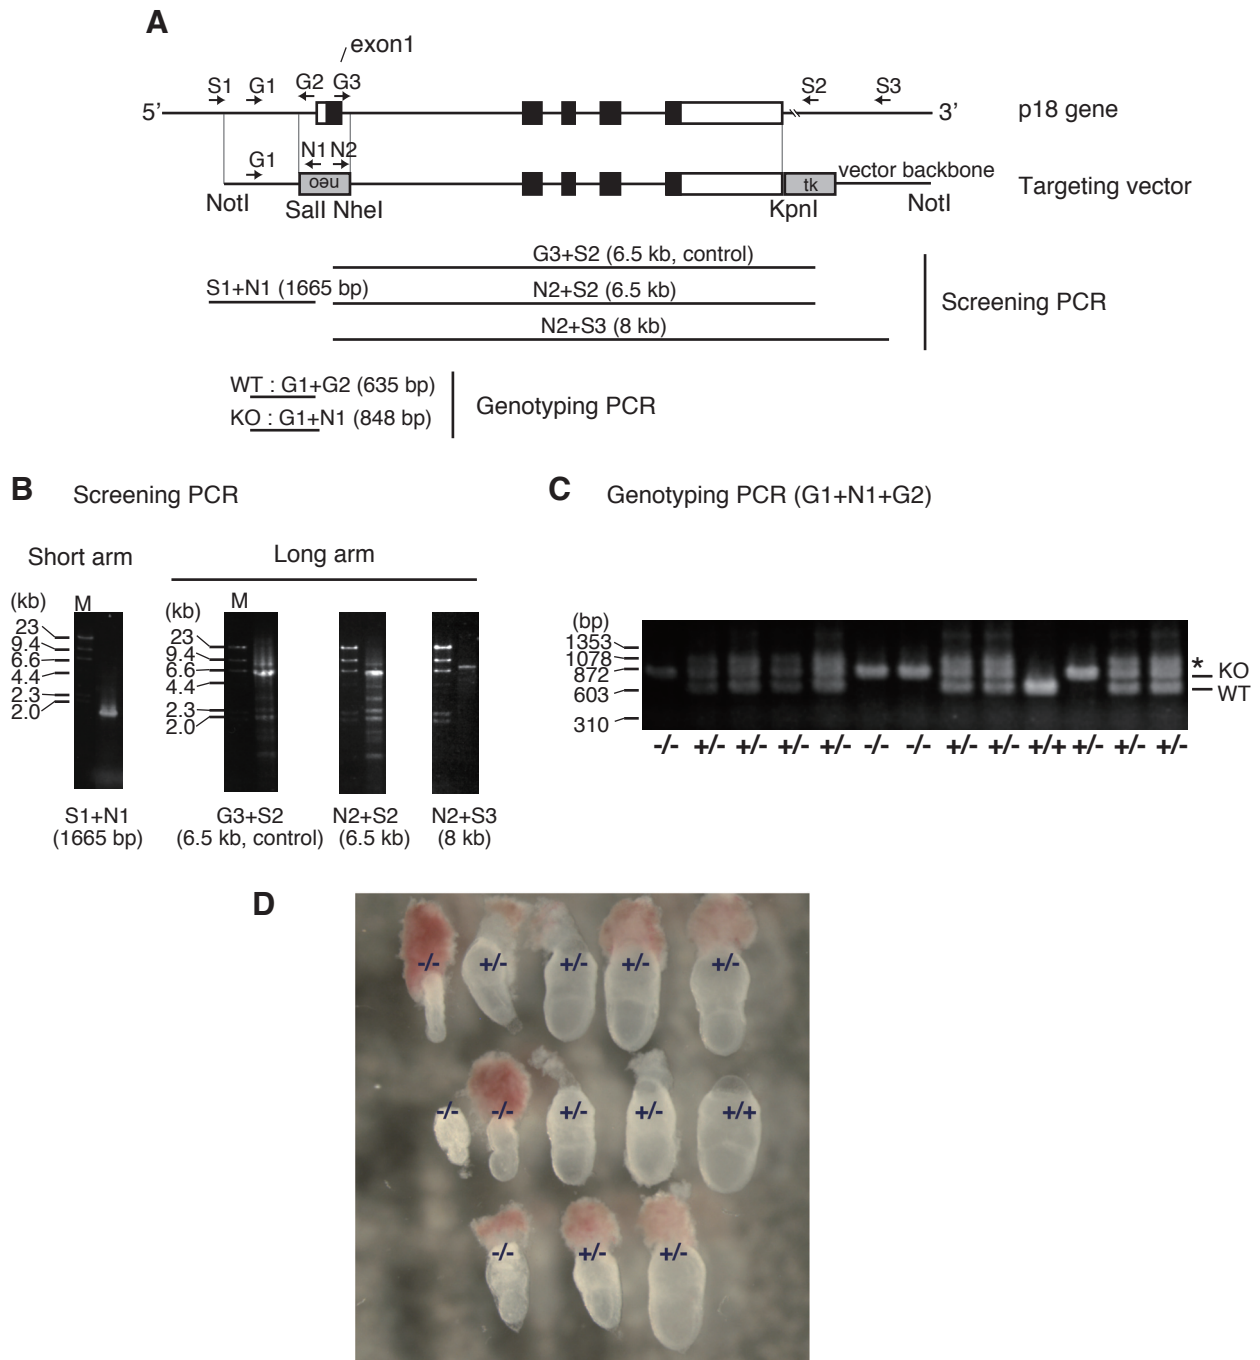 A
exon1
S1 G1 G2 G3 S2 S3
5’ 3’ p18 gene
G1 N1 N2
neo tk vector backbone
Targeting vector
NotI SalI NheI KpnI NotI
G3+S2 (6.5 kb, control)
S1+N1 (1665 bp) N2+S2 (6.5 kb)
Screening PCR
N2+S3 (8 kb)
WT : G1+G2 (635 bp)
Genotyping PCR
KO : G1+N1 (848 bp)
B Screening PCR
Short arm Long arm
(kb) M
23
9.4
6.6
4.4
2.3
2.0
S1+N1
(1665 bp)
(kb) M
23
9.4
6.6
4.4
2.3
2.0
G3+S2
(6.5 kb, control)
N2+S2
(6.5 kb)
N2+S3
(8 kb)
C Genotyping PCR (G1+N1+G2)
(bp)
1353
1078
872
603
310
*
KO
WT
-/- +/- +/- +/- +/- -/- -/- +/- +/- +/+ +/- +/- +/-
D
-/- +/- +/- +/- +/-
-/- -/- +/- +/- +/+
-/- +/- +/-